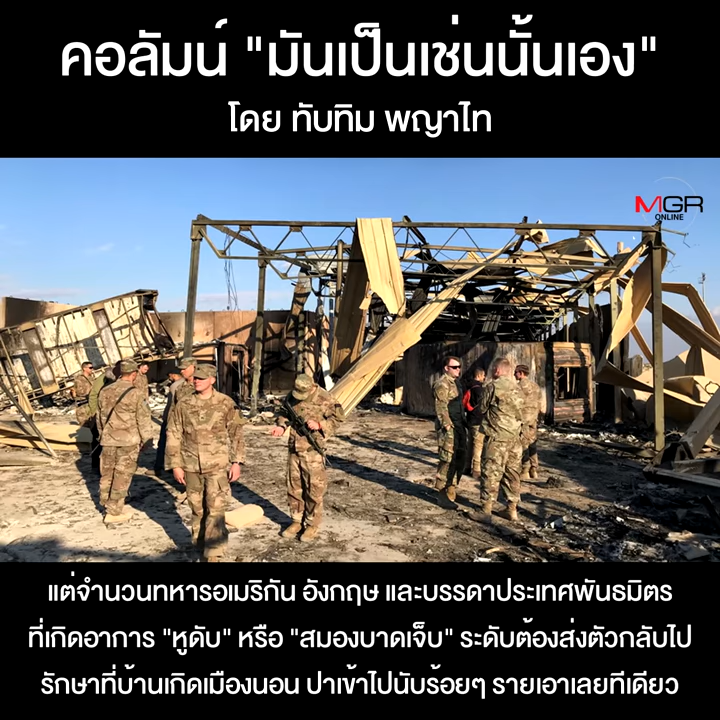 คอลัมน์ "มันเป็นเช่นนั้นเอง"
โดย ทับทิม พญาไท
MGR
ONLINE
แต่จำนวนทหารอเมริกัน อังกฤษ และบรรดาประเทศพันธมิตร
ที่เกิดอาการ "หูดับ" หรือ "สมองบาดเจ็บ" ระดับต้องส่งตัวกลับไป
รักษาที่บ้านเกิดเมืองนอน ปาเข้าไปนับร้อยๆ รายเอาเลยทีเดียว